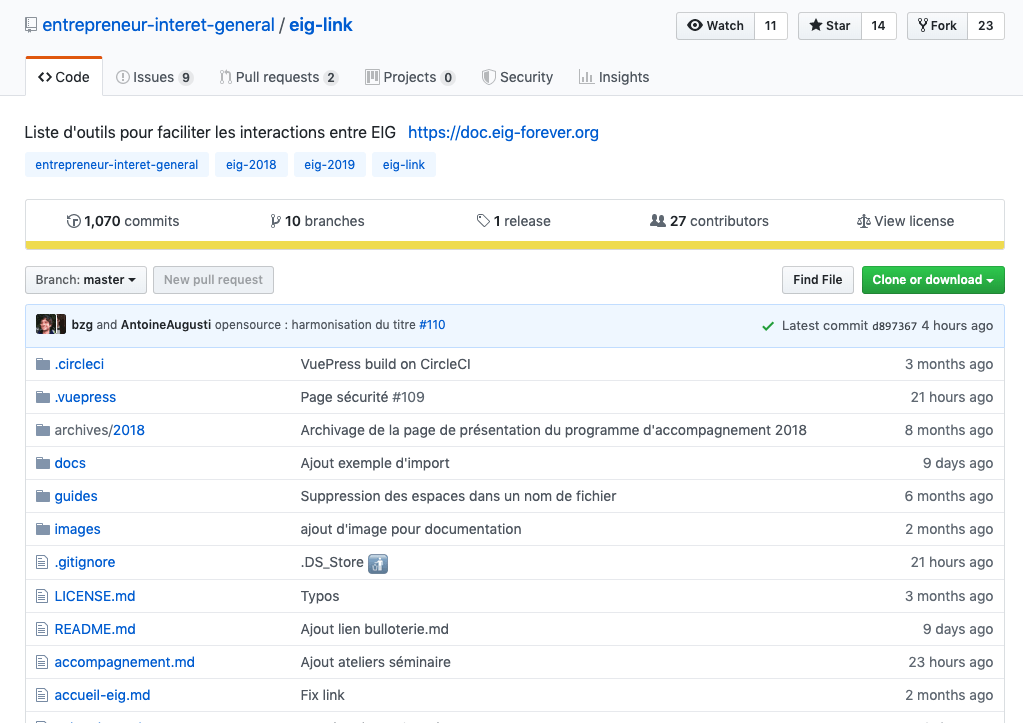 entrepreneur-interet-general / eig-link
Watch 11 Star 14 Fork 23
Code Issues 9 Pull requests 2 Projects 0 Security Insights
Liste d'outils pour faciliter les interactions entre EIG https://doc.eig-forever.org
entrepreneur-interet-general eig-2018 eig-2019 eig-link
1,070 commits 10 branches 1 release 27 contributors View license
Branch: master New pull request Find File Clone or download
bzg and AntoineAugusti opensource : harmonisation du titre #110 Latest commit d897367 4 hours ago
.circleci VuePress build on CircleCI 3 months ago
.vuepress Page sécurité #109 21 hours ago
archives/2018 Archivage de la page de présentation du programme d'accompagnement 2018 8 months ago
docs Ajout exemple d'import 9 days ago
guides Suppression des espaces dans un nom de fichier 6 months ago
images ajout d'image pour documentation 2 months ago
.gitignore .DS_Store 21 hours ago
LICENSE.md Typos 3 months ago
README.md Ajout lien bulloterie.md 9 days ago
accompagnement.md Ajout ateliers séminaire 23 hours ago
accueil-eig.md Fix link 2 months ago